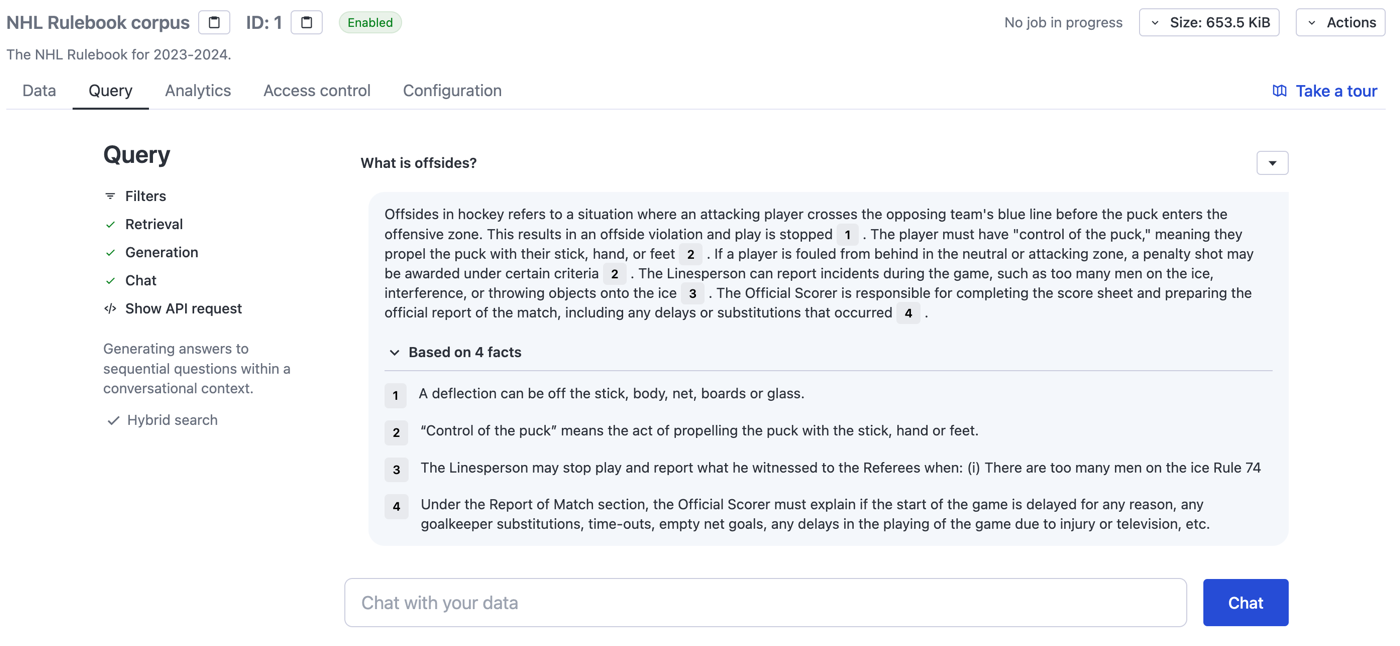 NHL Rulebook corpus ID: 1 Enabled No job in progress Size: 653.5 KiB Actions
The NHL Rulebook for 2023-2024.
Data Query Analytics Access control Configuration Take a tour
Query
Filters
Retrieval
Generation
Chat
Show API request
Generating answers to
sequential questions within a
conversational context.
Hybrid search
What is offsides?
Offsides in hockey refers to a situation where an attacking player crosses the opposing team's blue line before the puck enters the
offensive zone. This results in an offside violation and play is stopped 1 . The player must have "control of the puck," meaning they
propel the puck with their stick, hand, or feet 2 . If a player is fouled from behind in the neutral or attacking zone, a penalty shot may
be awarded under certain criteria 2 . The Linesperson can report incidents during the game, such as too many men on the ice,
interference, or throwing objects onto the ice 3 . The Official Scorer is responsible for completing the score sheet and preparing the
official report of the match, including any delays or substitutions that occurred 4 .
Based on 4 facts
1 A deflection can be off the stick, body, net, boards or glass.
2 “Control of the puck” means the act of propelling the puck with the stick, hand or feet.
3 The Linesperson may stop play and report what he witnessed to the Referees when: (i) There are too many men on the ice Rule 74
4 Under the Report of Match section, the Official Scorer must explain if the start of the game is delayed for any reason, any
goalkeeper substitutions, time-outs, empty net goals, any delays in the playing of the game due to injury or television, etc.
Chat with your data Chat